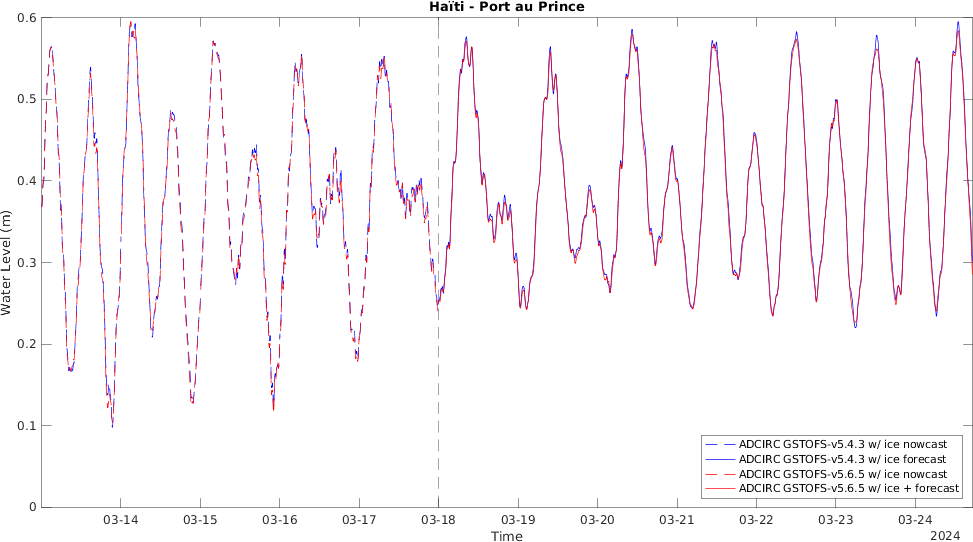 Haïti - Port au Prince
Water Level (m)
0.6
0.5
0.4
0.3
0.2
0.1
0
03-14 03-15 03-16 03-17 03-18 03-19 03-20 03-21 03-22 03-23 03-24
2024
Time
ADCIRC GSTOFS-v5.4.3 w/ ice nowcast
ADCIRC GSTOFS-v5.4.3 w/ ice forecast
ADCIRC GSTOFS-v5.6.5 w/ ice nowcast
ADCIRC GSTOFS-v5.6.5 w/ ice + forecast